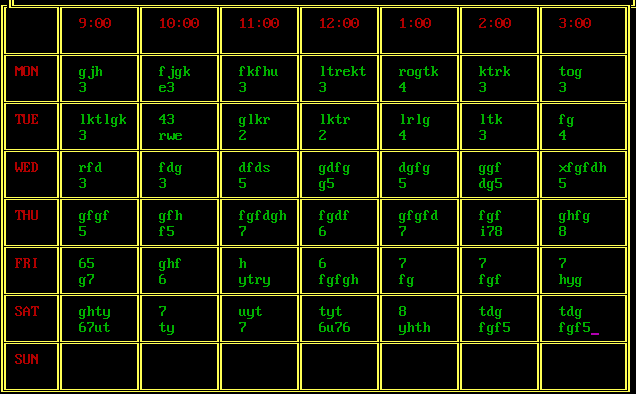 9:00 10:00 11:00 12:00 1:00 2:00 3:00
MON gjh fjgk fkfhu ltrekt rogtk ktrk tog
3 e3 3 3 4 3 3
TUE lktlgk 43 glkr lktr lrlg ltk fg
3 rwe 2 2 4 3 4
WED rfd fdg dfds gdfg dgfg ggf xfgfdh
3 3 5 g5 5 dg5 5
THU gfgf gfh fgfdgh fgdf gfgfd fgf ghfg
5 f5 7 6 7 i78 8
FRI 65 ghf h 6 7 7 7
g7 6 ytry fgfgh fg fgf hyg
SAT ghty 7 uyt tyt 8 tdg tdg
67ut ty 7 6u76 yhth fgf5 fgf5_
SUN